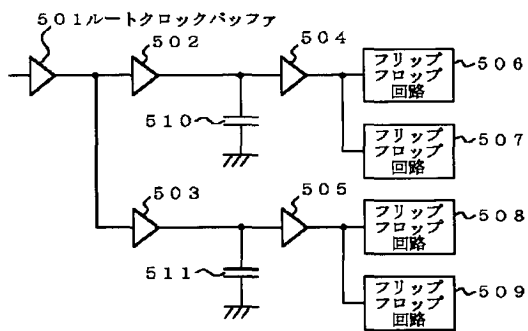 501ルートクロックバッファ
502
504
フリップ
フロップ
回路
506
510
フリップ
フロップ
回路
507
503
505
フリップ
フロップ
回路
508
511
フリップ
フロップ
回路
509